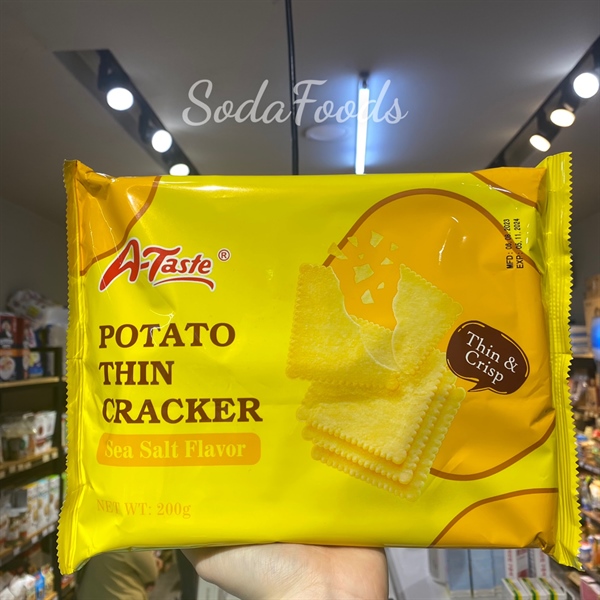 SodaFoods
A-Taste®
POTATO
THIN
CRACKER
Sea Salt Flavor
NET WT: 200g
Thin &
Crisp